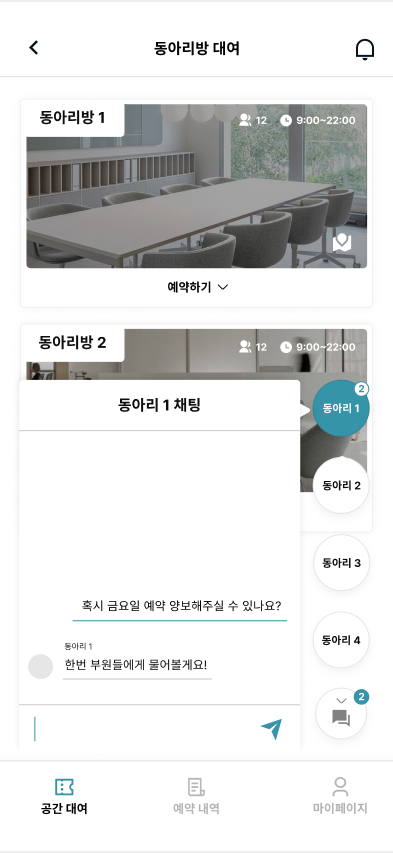 동아리방 대여
동아리방 1
12
9:00~22:00
예약하기
동아리방 2
12
9:00~22:00
동아리 1 채팅
혹시 금요일 예약 양보해주실 수 있나요?
동아리 1
한번 부원들에게 물어볼게요!
2
동아리 1
동아리 2
동아리 3
동아리 4
2
공간 대여
예약 내역
마이페이지